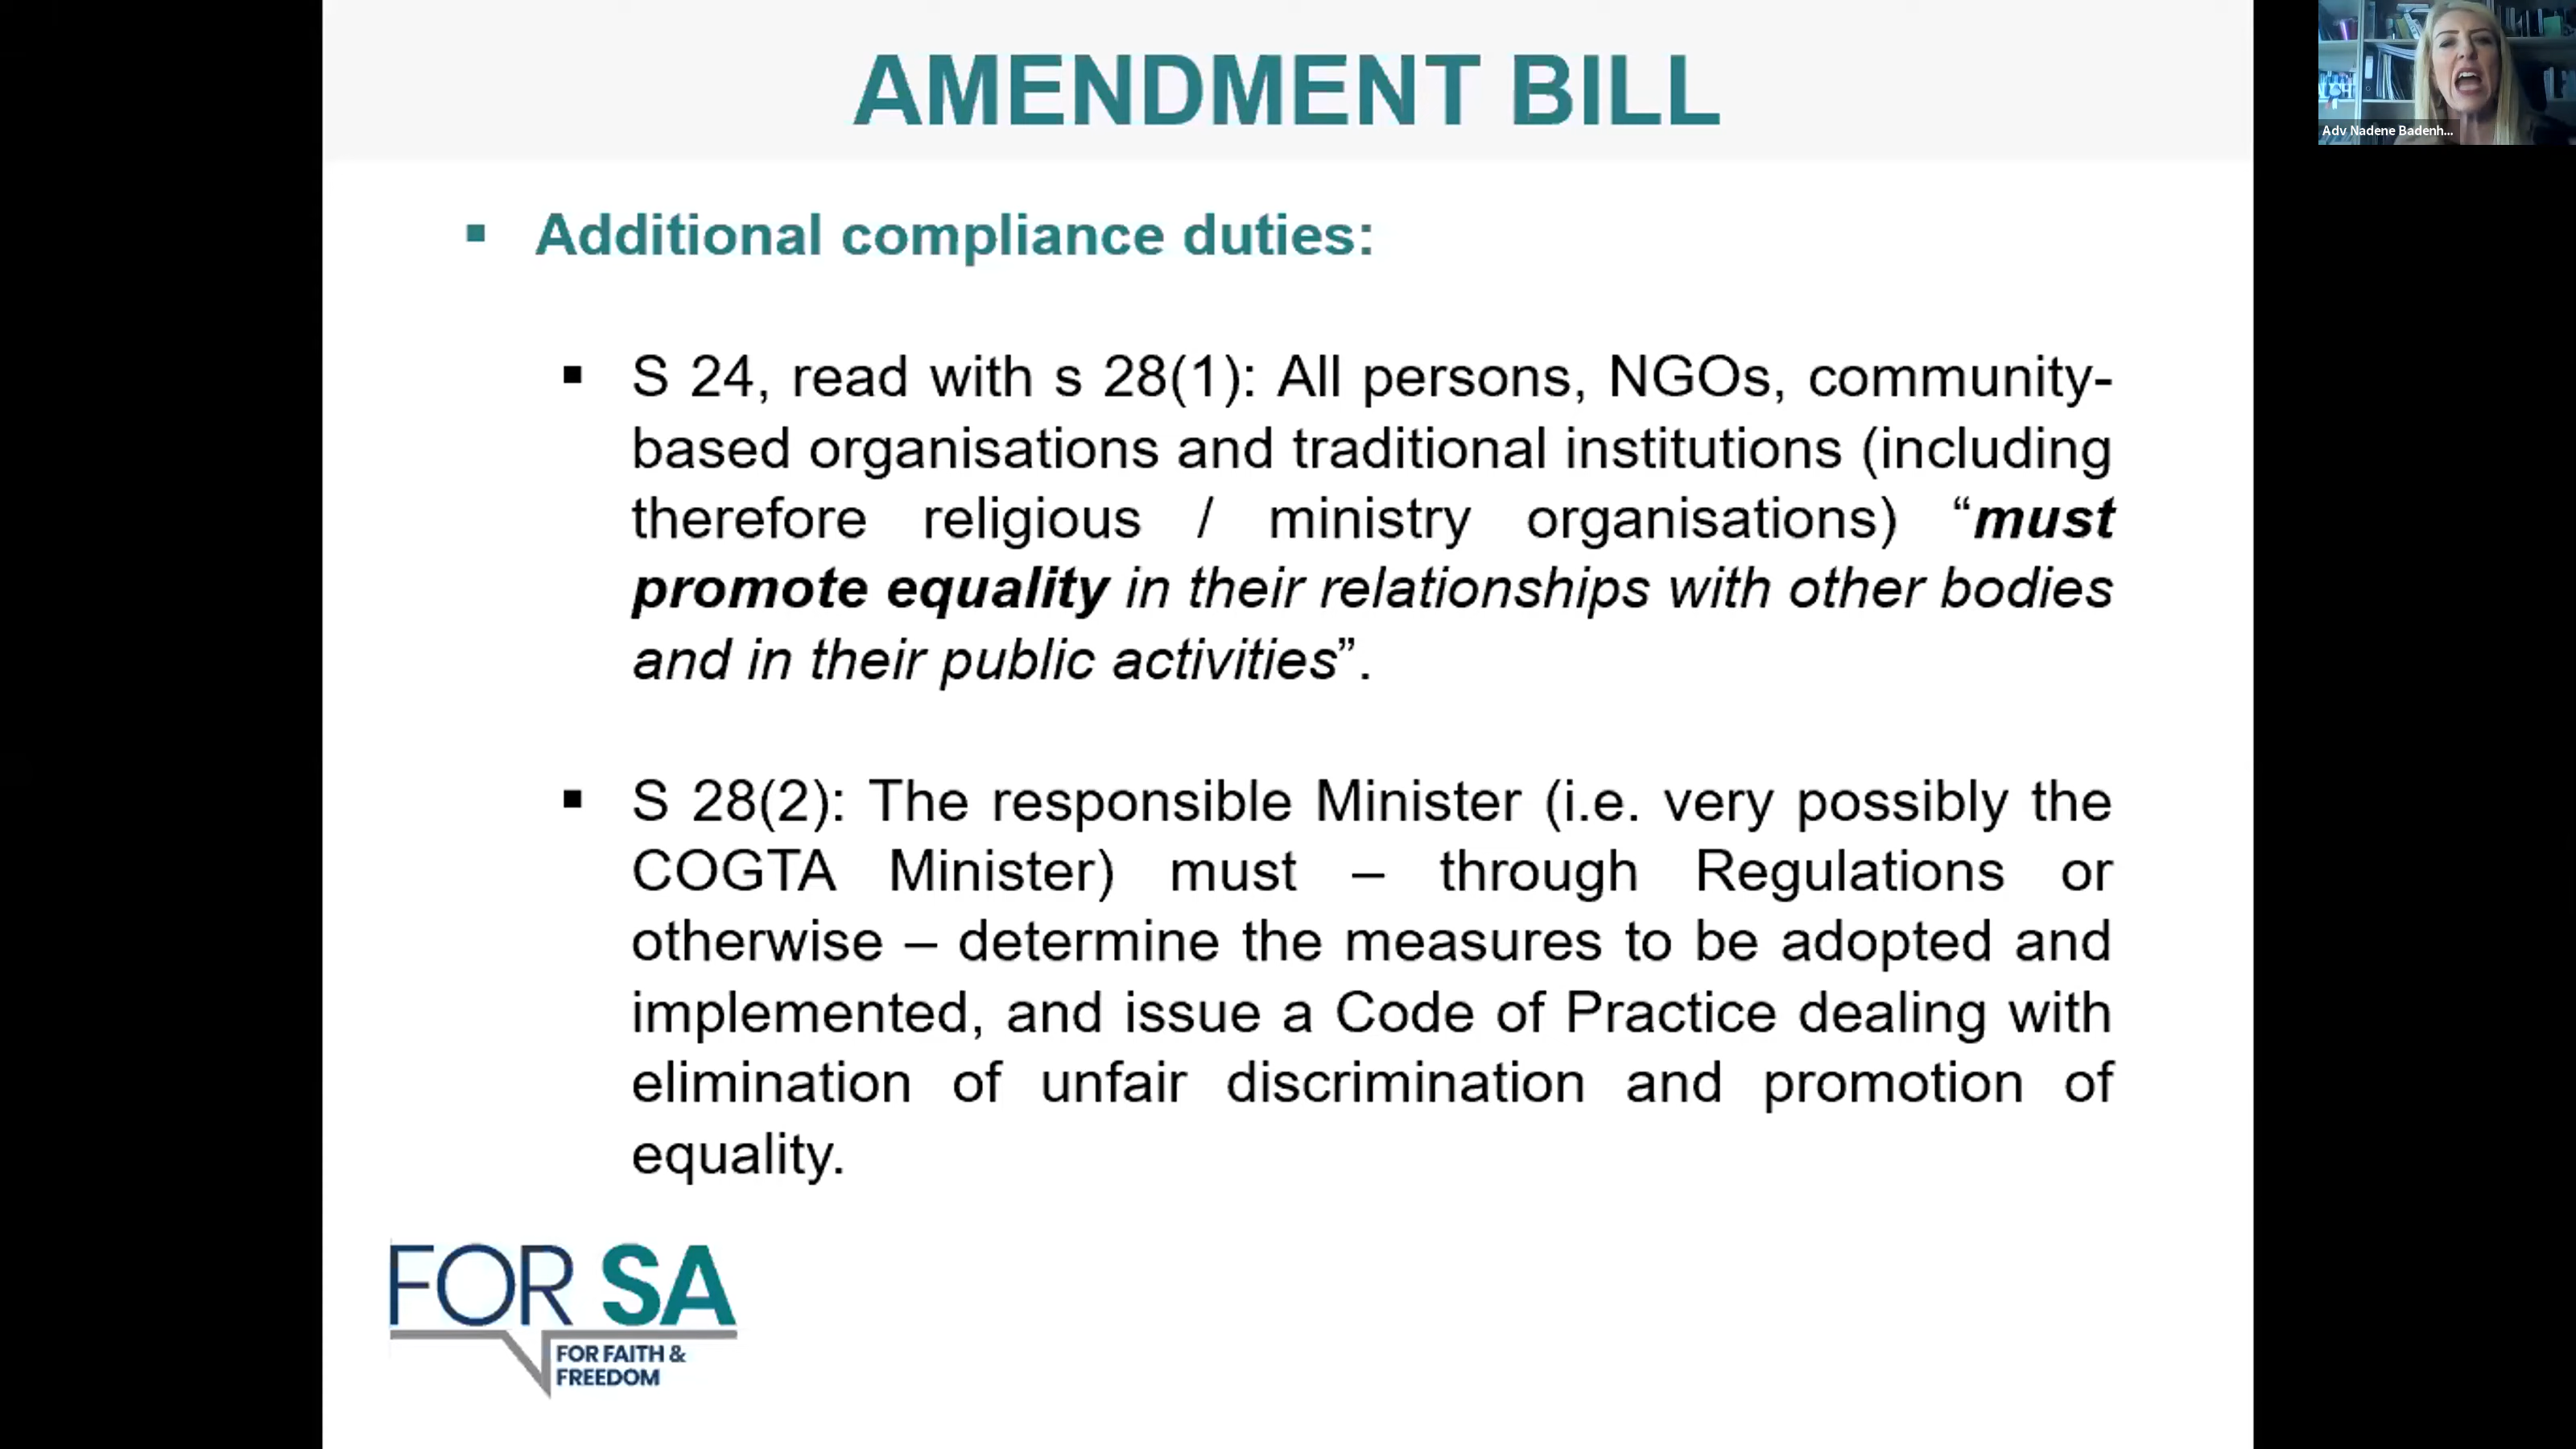 AMENDMENT BILL
Adv Nadene Badenh...
▪ Additional compliance duties:
▪ S 24, read with s 28(1): All persons, NGOs, community-
based organisations and traditional institutions (including
therefore religious / ministry organisations) “must
promote equality in their relationships with other bodies
and in their public activities”.
▪ S 28(2): The responsible Minister (i.e. very possibly the
COGTA Minister) must – through Regulations or
otherwise – determine the measures to be adopted and
implemented, and issue a Code of Practice dealing with
elimination of unfair discrimination and promotion of
equality.
FOR SA
FOR FAITH &
FREEDOM